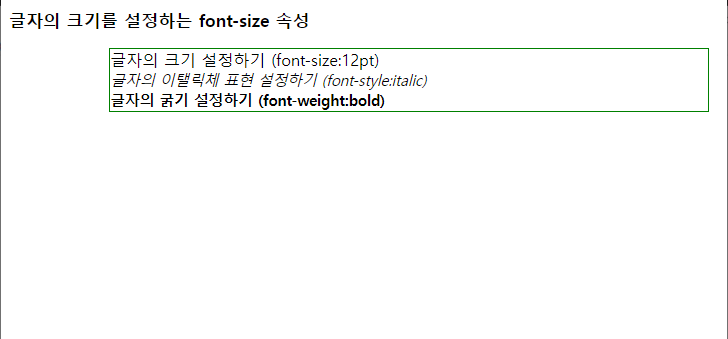 글자의 크기를 설정하는 font-size 속성
글자의 크기 설정하기 (font-size:12pt)
글자의 이탤릭체 표현 설정하기 (font-style:italic)
글자의 굵기 설정하기 (font-weight:bold)